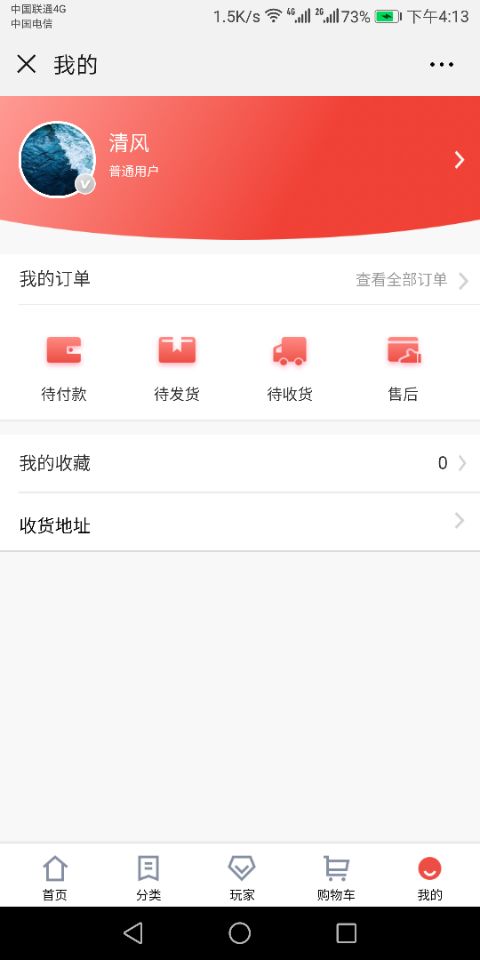 中国联通4G
中国电信
1.5K/s 4G 2G 73% 下午4:13
我的
清风
普通用户
V
我的订单 查看全部订单
待付款 待发货 待收货 售后
我的收藏 0
收货地址
首页 分类 玩家 购物车 我的